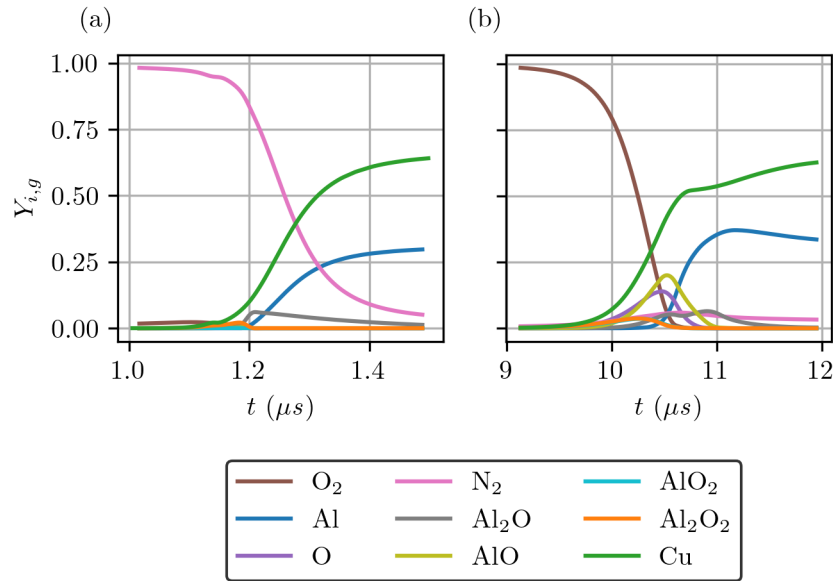 (a) (b)
1.00
0.75
0.50
0.25
0.00
Y_{i,g}
1.0 1.2 1.4
9 10 11 12
t (μs) t (μs)
O₂ N₂ AlO₂
Al Al₂O Al₂O₂
O AlO Cu